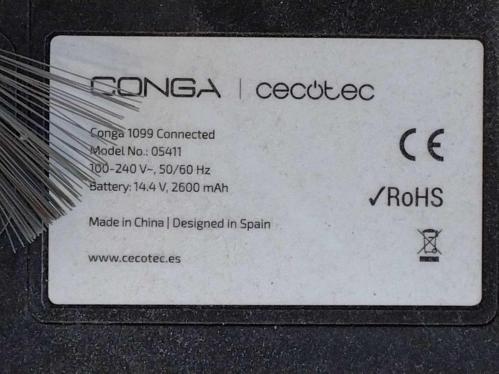 CONGA | cecotec
Conga 1099 Connected
Model No.: 05411
100-240 V~, 50/60 Hz
Battery: 14.4 V, 2600 mAh
Made in China | Designed in Spain
www.cecotec.es
CE
✓RoHS